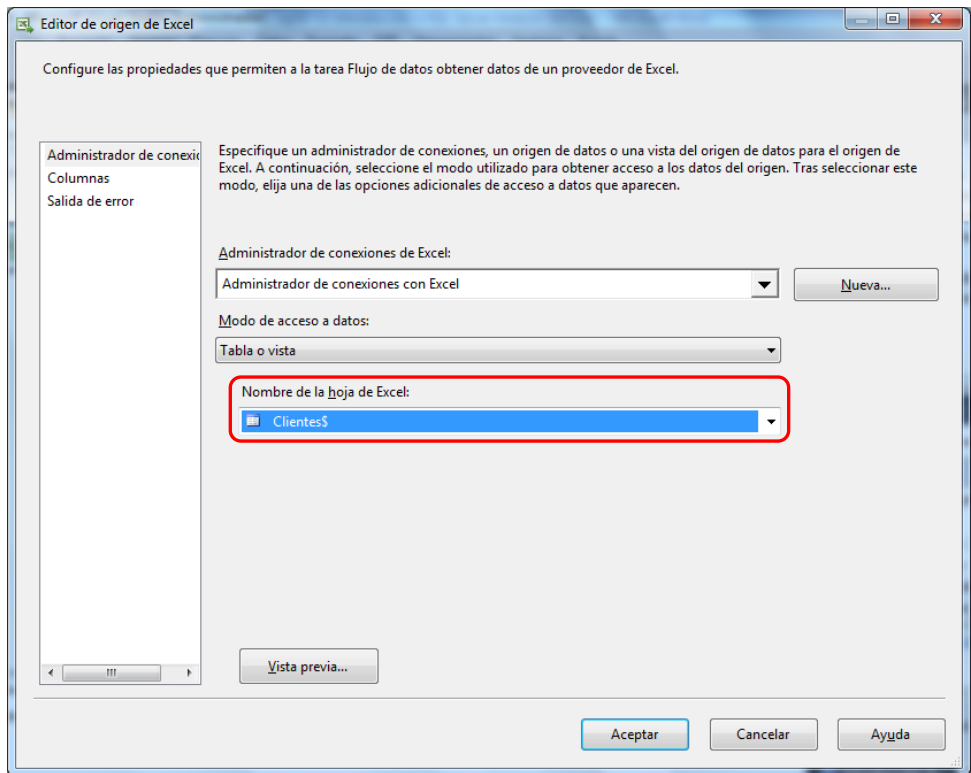 Editor de origen de Excel
Configure las propiedades que permiten a la tarea Flujo de datos obtener datos de un proveedor de Excel.
Administrador de conexic
Columnas
Salida de error
Especifique un administrador de conexiones, un origen de datos o una vista del origen de datos para el origen de
Excel. A continuación, seleccione el modo utilizado para obtener acceso a los datos del origen. Tras seleccionar este
modo, elija una de las opciones adicionales de acceso a datos que aparecen.
Administrador de conexiones de Excel:
Administrador de conexiones con Excel
Nueva...
Modo de acceso a datos:
Tabla o vista
Nombre de la hoja de Excel:
Clientes$
Vista previa...
Aceptar
Cancelar
Ayuda